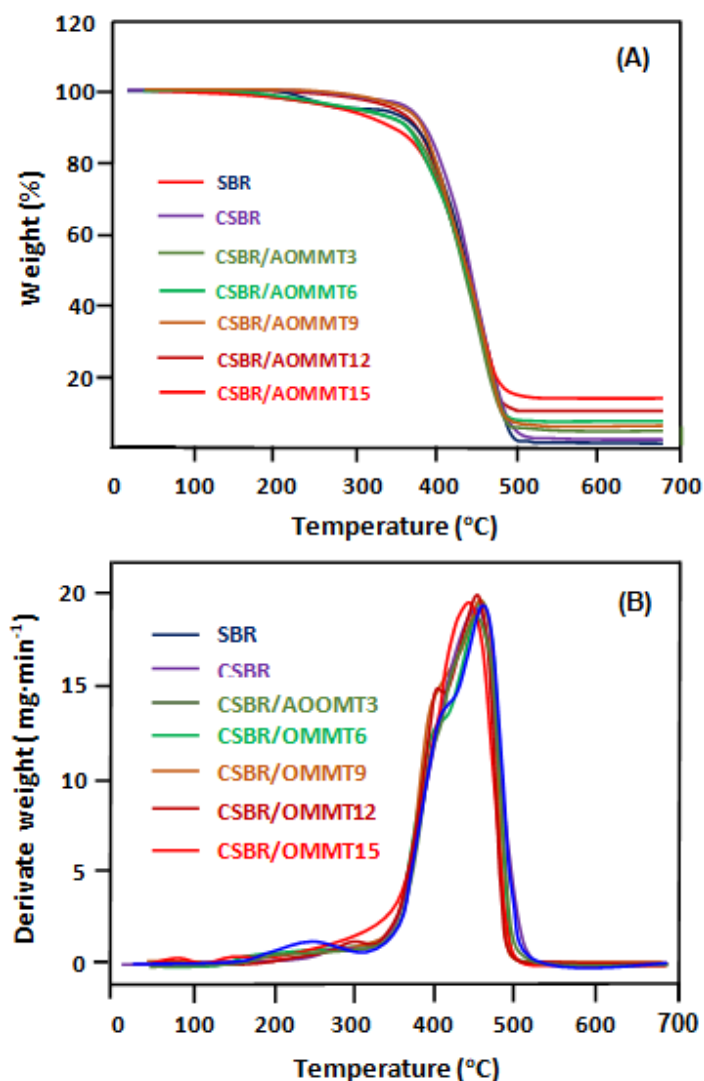 120
(A)
100
80
60
40
20
Weight (%)
SBR
CSBR
CSBR/AOMMT3
CSBR/AOMMT6
CSBR/AOMMT9
CSBR/AOMMT12
CSBR/AOMMT15
0 100 200 300 400 500 600 700
Temperature (°C)
(B)
20
15
10
5
0
Derivate weight ( mg·min⁻¹)
SBR
CSBR
CSBR/AOOMT3
CSBR/OMMT6
CSBR/OMMT9
CSBR/OMMT12
CSBR/OMMT15
0 100 200 300 400 500 600 700
Temperature (°C)